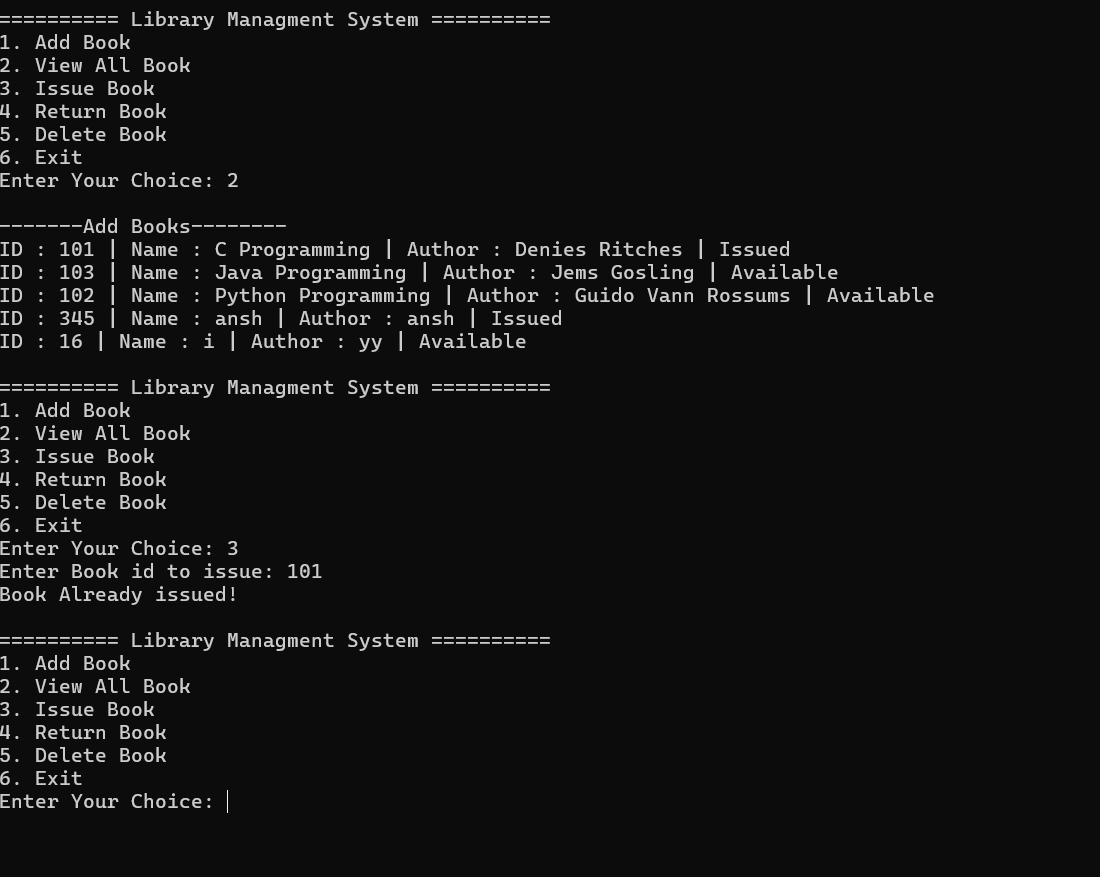 ========== Library Managment System ==========
1. Add Book
2. View All Book
3. Issue Book
4. Return Book
5. Delete Book
6. Exit
Enter Your Choice: 2
-------Add Books--------
ID : 101 | Name : C Programming | Author : Denies Ritches | Issued
ID : 103 | Name : Java Programming | Author : Jems Gosling | Available
ID : 102 | Name : Python Programming | Author : Guido Vann Rossums | Available
ID : 345 | Name : ansh | Author : ansh | Issued
ID : 16 | Name : i | Author : yy | Available
========== Library Managment System ==========
1. Add Book
2. View All Book
3. Issue Book
4. Return Book
5. Delete Book
6. Exit
Enter Your Choice: 3
Enter Book id to issue: 101
Book Already issued!
========== Library Managment System ==========
1. Add Book
2. View All Book
3. Issue Book
4. Return Book
5. Delete Book
6. Exit
Enter Your Choice: